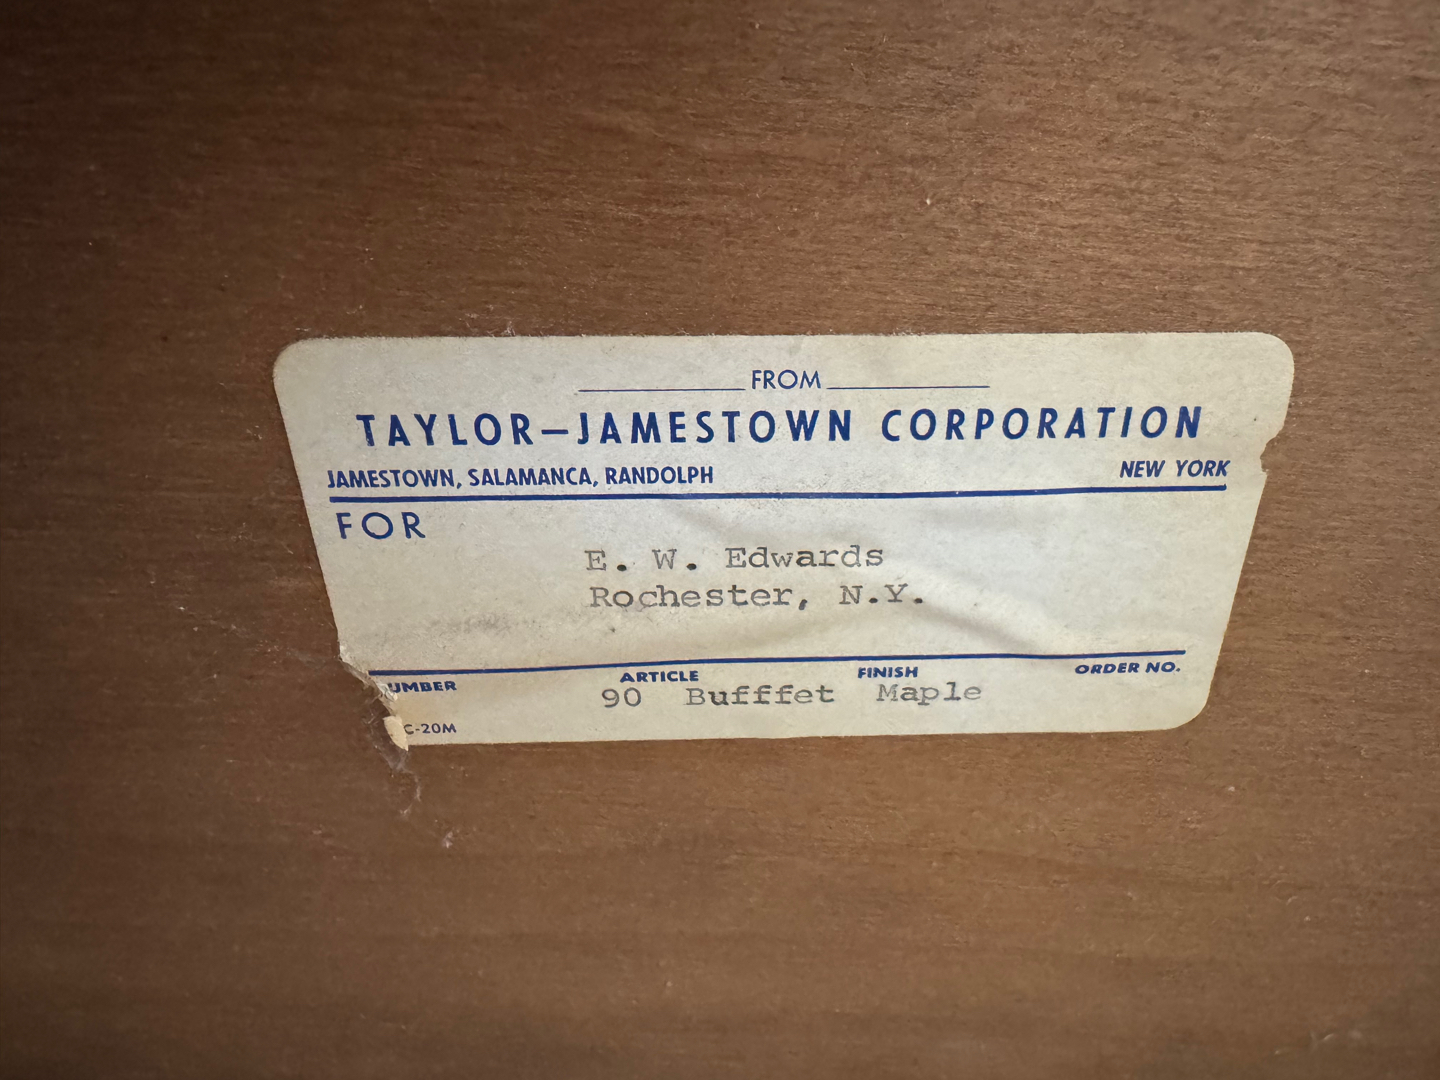 FROM
TAYLOR–JAMESTOWN CORPORATION
JAMESTOWN, SALAMANCA, RANDOLPH NEW YORK
FOR
E. W. Edwards
Rochester, N.Y.
UMBER ARTICLE FINISH ORDER NO.
90 Bufffet Maple
C-20M